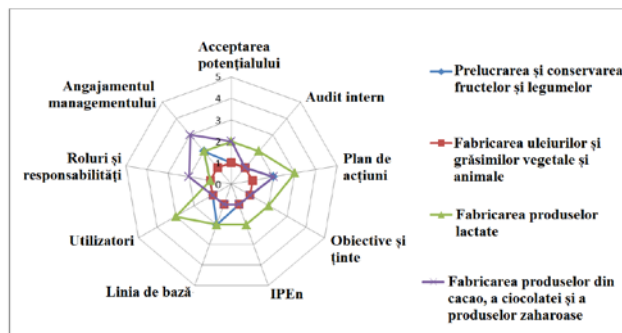 Acceptarea
potențialului
Audit intern
Plan de
acțiuni
Obiective și
ținte
IPEn
Linia de bază
Utilizatori
Roluri și
responsabilități
Angajamentul
managementului
5
4
3
2
1
0
Prelucrarea și conservarea
fructelor și legumelor
Fabricarea uleiurilor și
grăsimilor vegetale și
animale
Fabricarea produselor
lactate
Fabricarea produselor din
cacao, a ciocolatei și a
produselor zaharoase